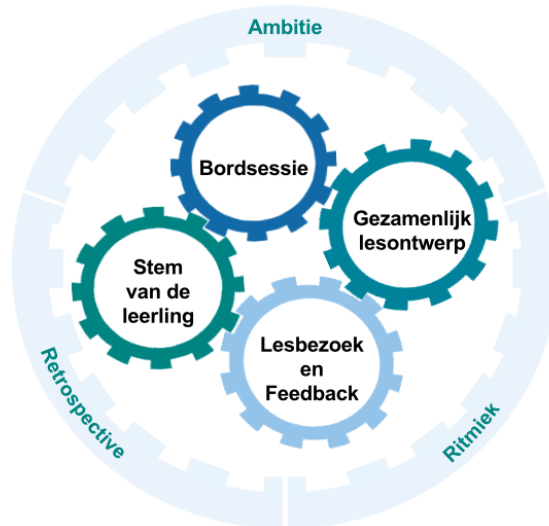 Ambitie
Bordsessie
Gezamenlijk
lesontwerp
Stem
van de
leerling
Lesbezoek
en
Feedback
Retrospective
Ritmiek